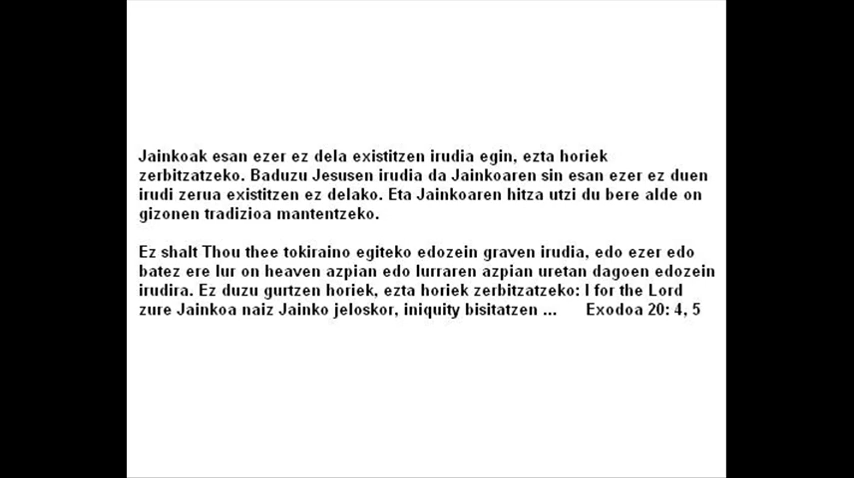 Jainkoak esan ezer ez dela existitzen irudia egin, ezta horiek
zerbitzatzeko. Baduzu Jesusen irudia da Jainkoaren sin esan ezer ez duen
irudi zerua existitzen ez delako. Eta Jainkoaren hitza utzi du bere alde on
gizonen tradizioa mantentzeko.
Ez shalt Thou thee tokiraino egiteko edozein graven irudia, edo ezer edo
batez ere lur on heaven azpian edo lurraren azpian uretan dagoen edozein
irudira. Ez duzu gurtzen horiek, ezta horiek zerbitzatzeko: I for the Lord
zure Jainkoa naiz Jainko jeloskor, iniquity bisitatzen ... Exodoa 20: 4, 5